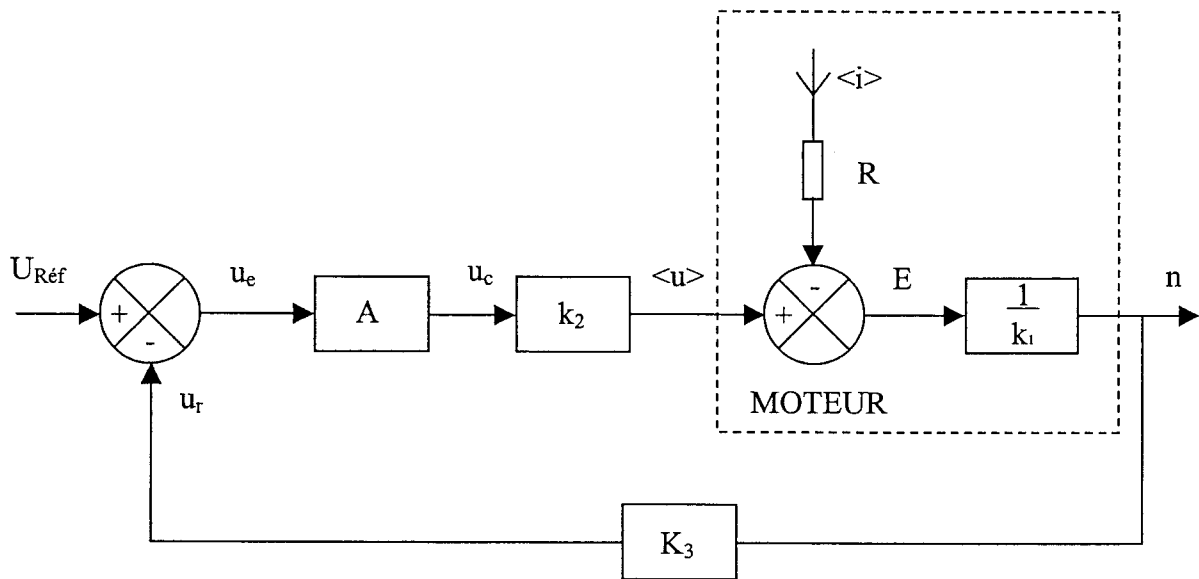 <i>
R
U_Réf
u_e
u_c
<u>
E
n
+
-
A
k₂
+
-
1
k₁
u_r
MOTEUR
K₃